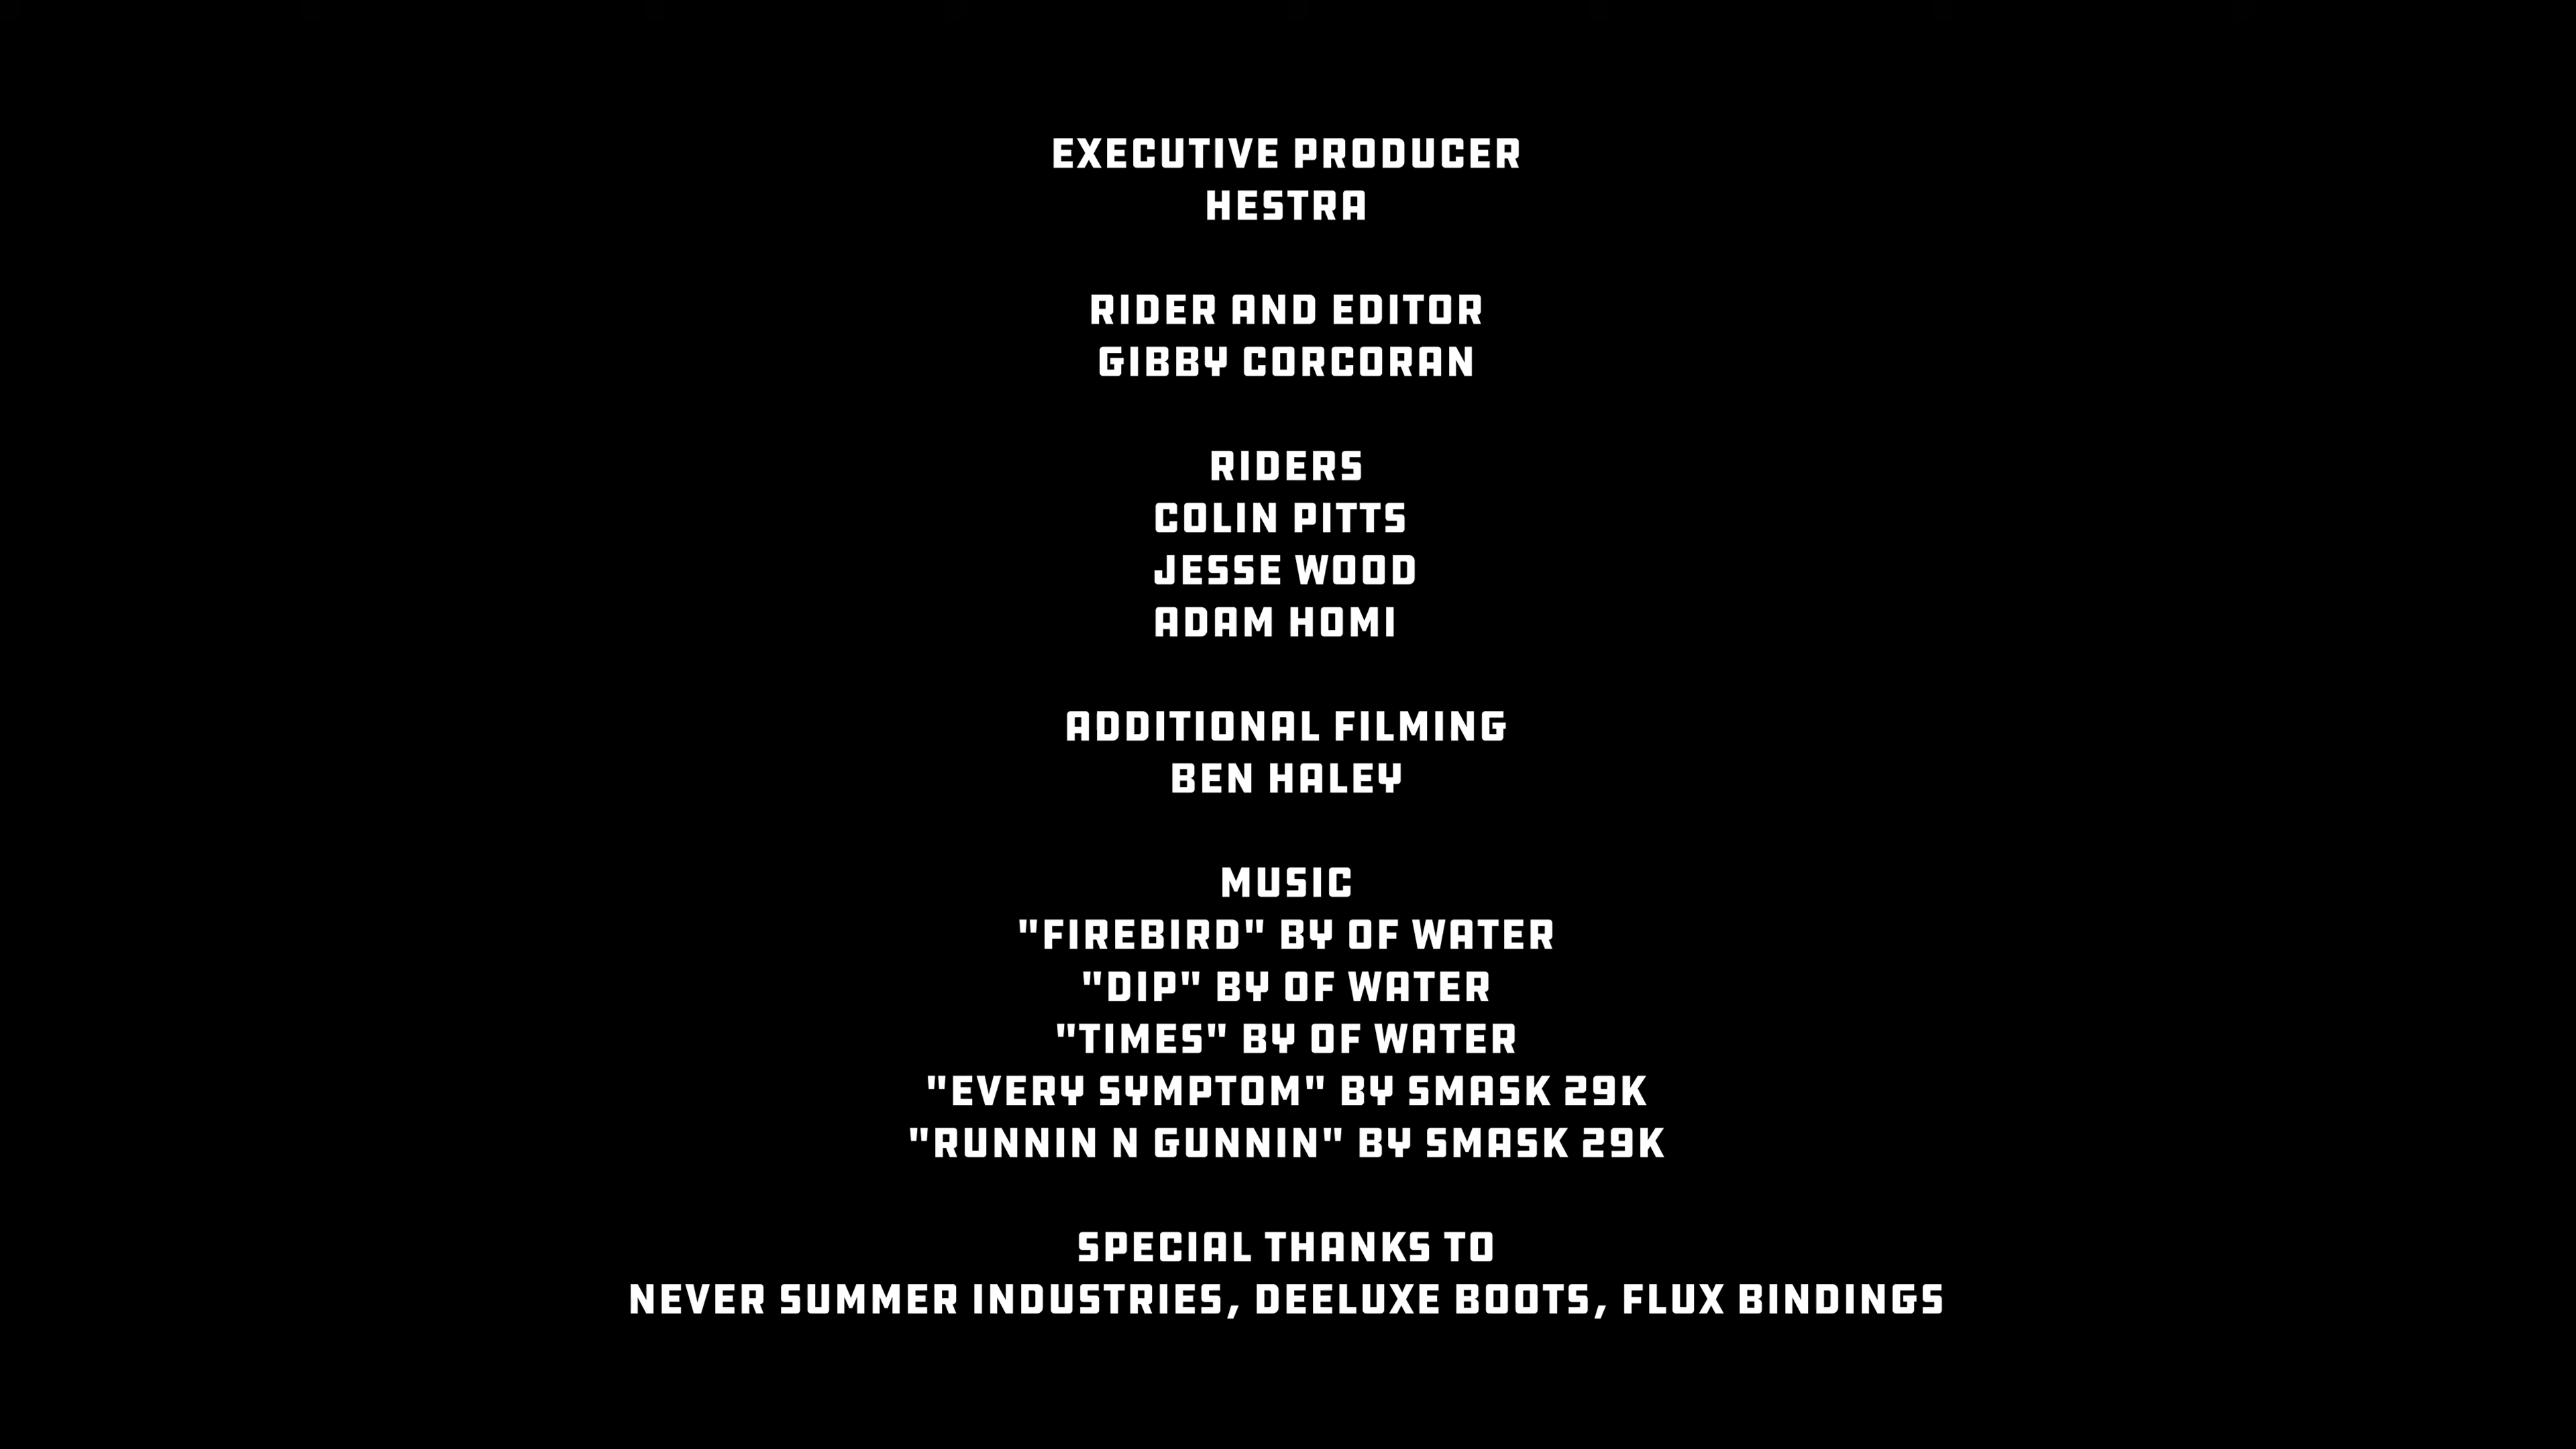 EXECUTIVE PRODUCER
HESTRA
RIDER AND EDITOR
GIBBY CORCORAN
RIDERS
COLIN PITTS
JESSE WOOD
ADAM HOMI
ADDITIONAL FILMING
BEN HALEY
MUSIC
"FIREBIRD" BY OF WATER
"DIP" BY OF WATER
"TIMES" BY OF WATER
"EVERY SYMPTOM" BY SMASK 29K
"RUNNIN N GUNNIN" BY SMASK 29K
SPECIAL THANKS TO
NEVER SUMMER INDUSTRIES, DEELUXE BOOTS, FLUX BINDINGS